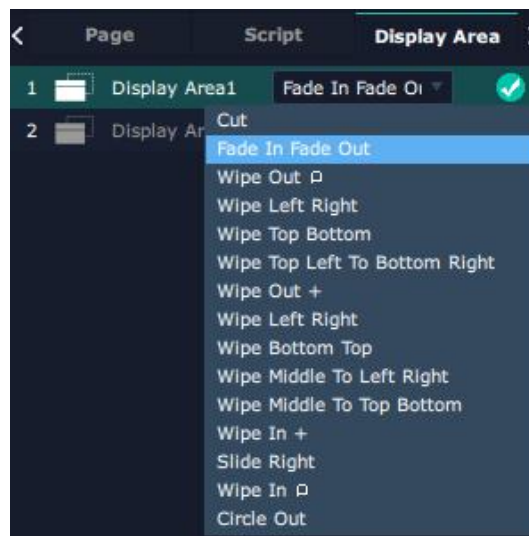 Page Script Display Area
1 Display Area1 Fade In Fade O
2 Display Ar
Cut
Fade In Fade Out
Wipe Out
Wipe Left Right
Wipe Top Bottom
Wipe Top Left To Bottom Right
Wipe Out +
Wipe Left Right
Wipe Bottom Top
Wipe Middle To Left Right
Wipe Middle To Top Bottom
Wipe In +
Slide Right
Wipe In
Circle Out